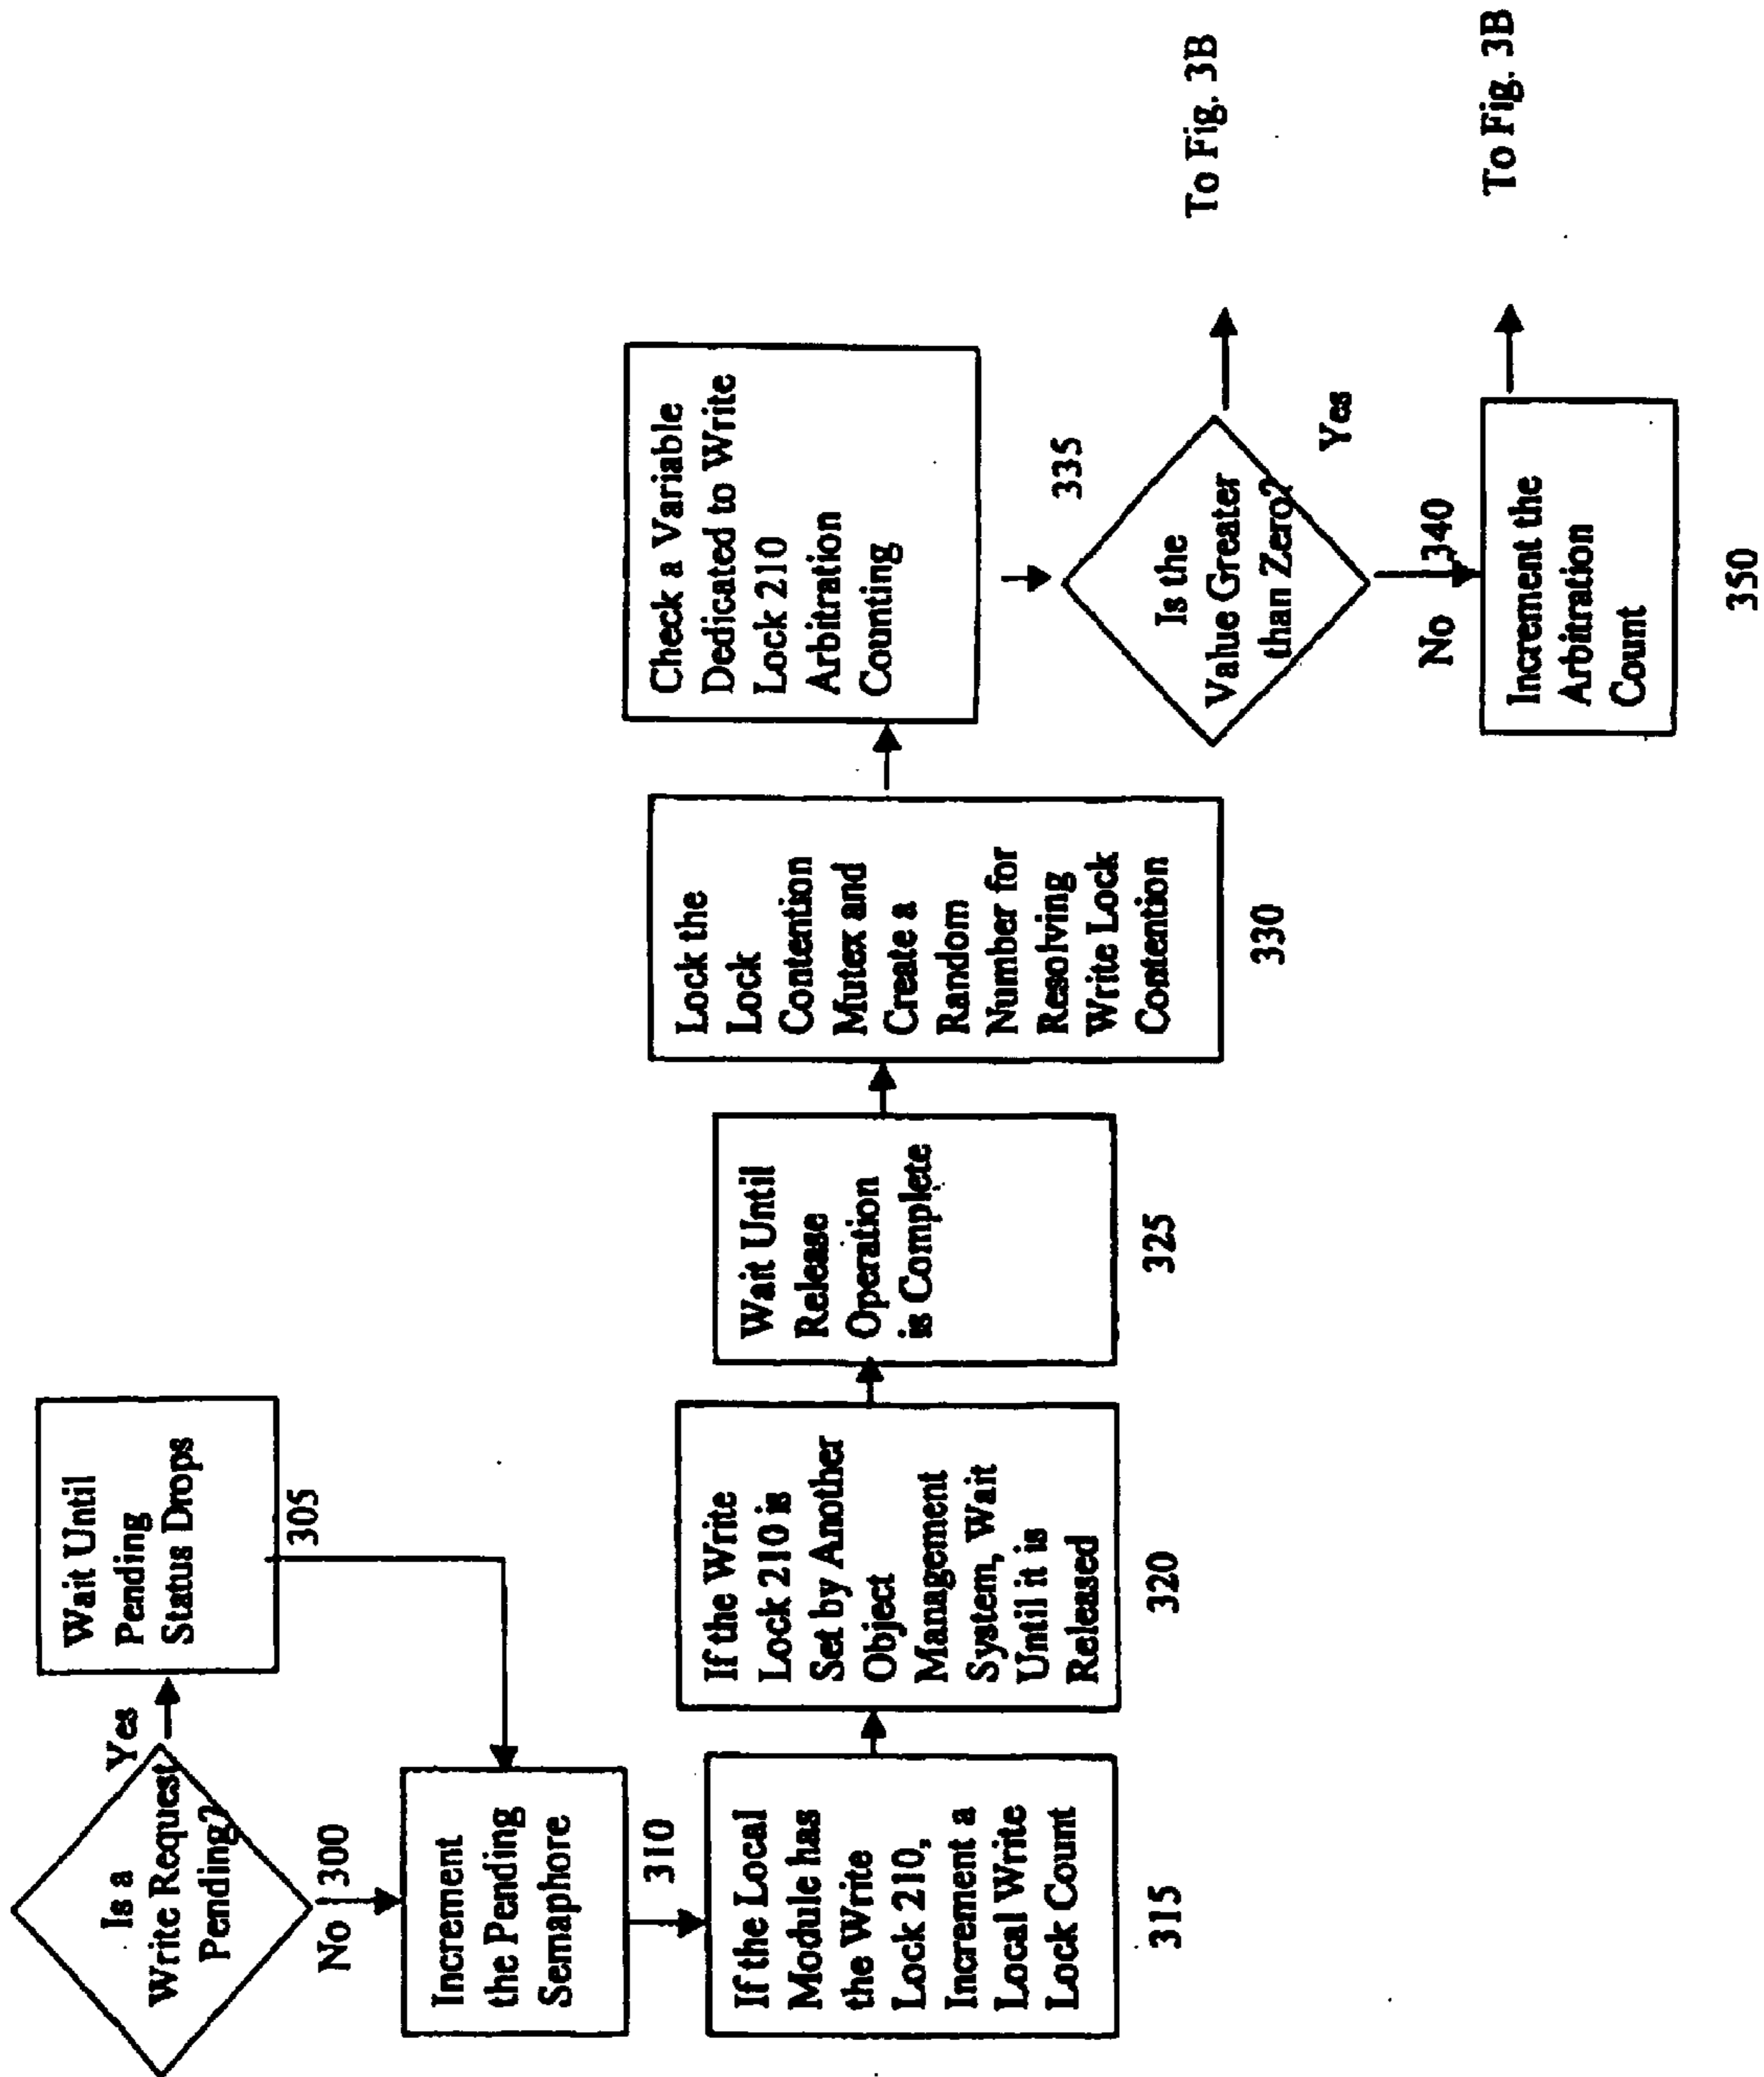 Is a
Write Request
Pending?
Yes
No
300
Wait Until
Pending
Status Drops
305
Increment
the Pending
Semaphore
310
If the Local
Module has
the Write
Lock 210,
Increment a
Local Write
Lock Count
315
If the Write
Lock 210 is
Set by Another
Object
Management
System, Wait
Until it is
Released
320
Wait Until
Release
Operation
is Complete
325
Lock the
Lock
Contention
Mutex and
Create a
Random
Number for
Resolving
Write Lock
Contention
330
Check a Variable
Dedicated to Write
Lock 210
Arbitration
Counting
335
Is the
Value Greater
than Zero?
Yes
To Fig. 3B
No
340
Increment the
Arbitration
Count
350
To Fig. 3B